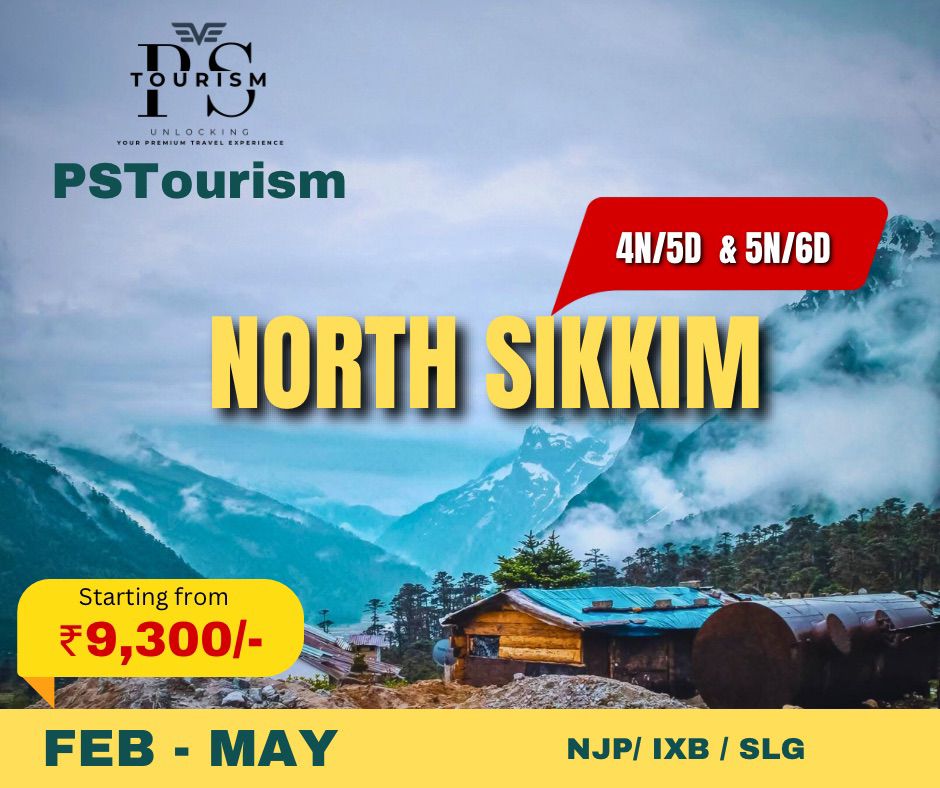 PS
TOURISM
UNLOCKING
YOUR PREMIUM TRAVEL EXPERIENCE
PSTourism
4N/5D & 5N/6D
NORTH SIKKIM
Starting from
₹9,300/-
FEB - MAY
NJP/ IXB / SLG